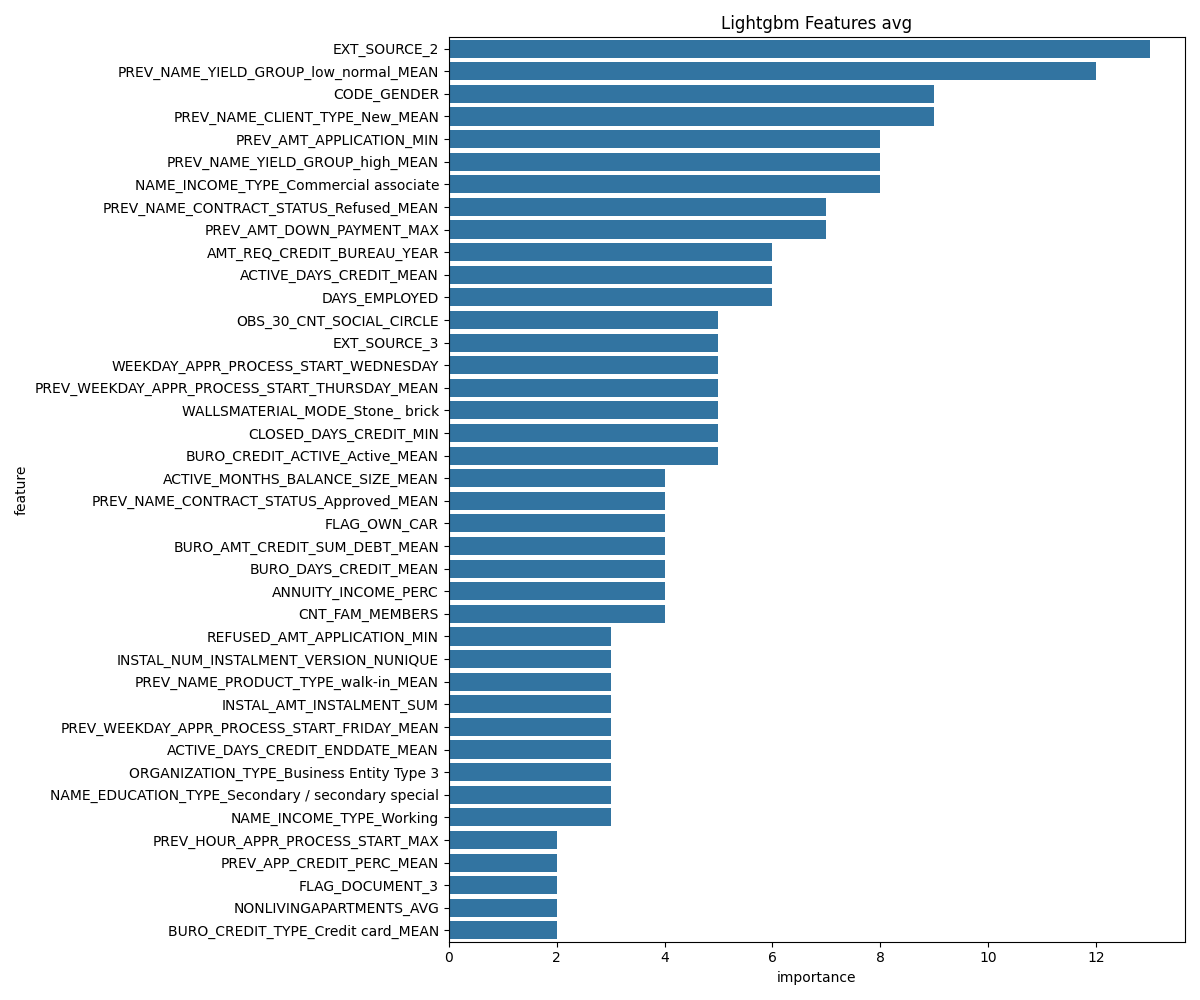 Lightgbm Features avg
EXT_SOURCE_2
PREV_NAME_YIELD_GROUP_low_normal_MEAN
CODE_GENDER
PREV_NAME_CLIENT_TYPE_New_MEAN
PREV_AMT_APPLICATION_MIN
PREV_NAME_YIELD_GROUP_high_MEAN
NAME_INCOME_TYPE_Commercial associate
PREV_NAME_CONTRACT_STATUS_Refused_MEAN
PREV_AMT_DOWN_PAYMENT_MAX
AMT_REQ_CREDIT_BUREAU_YEAR
ACTIVE_DAYS_CREDIT_MEAN
DAYS_EMPLOYED
OBS_30_CNT_SOCIAL_CIRCLE
EXT_SOURCE_3
WEEKDAY_APPR_PROCESS_START_WEDNESDAY
PREV_WEEKDAY_APPR_PROCESS_START_THURSDAY_MEAN
WALLSMATERIAL_MODE_Stone_ brick
CLOSED_DAYS_CREDIT_MIN
BURO_CREDIT_ACTIVE_Active_MEAN
ACTIVE_MONTHS_BALANCE_SIZE_MEAN
PREV_NAME_CONTRACT_STATUS_Approved_MEAN
FLAG_OWN_CAR
BURO_AMT_CREDIT_SUM_DEBT_MEAN
BURO_DAYS_CREDIT_MEAN
ANNUITY_INCOME_PERC
CNT_FAM_MEMBERS
REFUSED_AMT_APPLICATION_MIN
INSTAL_NUM_INSTALMENT_VERSION_NUNIQUE
PREV_NAME_PRODUCT_TYPE_walk-in_MEAN
INSTAL_AMT_INSTALMENT_SUM
PREV_WEEKDAY_APPR_PROCESS_START_FRIDAY_MEAN
ACTIVE_DAYS_CREDIT_ENDDATE_MEAN
ORGANIZATION_TYPE_Business Entity Type 3
NAME_EDUCATION_TYPE_Secondary / secondary special
NAME_INCOME_TYPE_Working
PREV_HOUR_APPR_PROCESS_START_MAX
PREV_APP_CREDIT_PERC_MEAN
FLAG_DOCUMENT_3
NONLIVINGAPARTMENTS_AVG
BURO_CREDIT_TYPE_Credit card_MEAN
feature
0 2 4 6 8 10 12
importance